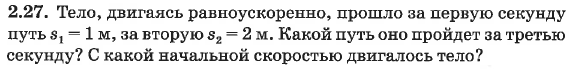 2.27. Тело, двигаясь равноускоренно, прошло за первую секунду
путь s₁ = 1 м, за вторую s₂ = 2 м. Какой путь оно пройдет за третью
секунду? С какой начальной скоростью двигалось тело?